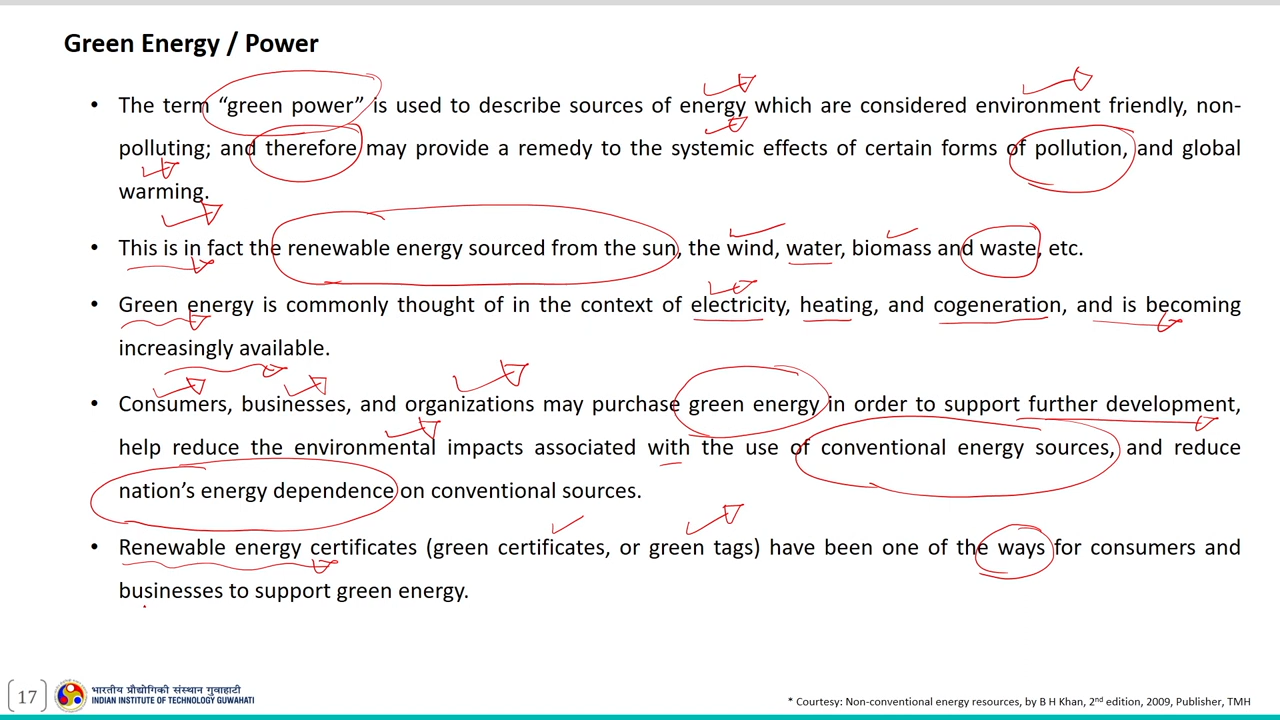 Green Energy / Power
• The term “green power” is used to describe sources of energy which are considered environment friendly, non-
polluting; and therefore may provide a remedy to the systemic effects of certain forms of pollution, and global
warming.
• This is in fact the renewable energy sourced from the sun, the wind, water, biomass and waste, etc.
• Green energy is commonly thought of in the context of electricity, heating, and cogeneration, and is becoming
increasingly available.
• Consumers, businesses, and organizations may purchase green energy in order to support further development,
help reduce the environmental impacts associated with the use of conventional energy sources, and reduce
nation’s energy dependence on conventional sources.
• Renewable energy certificates (green certificates, or green tags) have been one of the ways for consumers and
businesses to support green energy.
17
भारतीय प्रौद्योगिकी संस्थान गुवाहाटी
INDIAN INSTITUTE OF TECHNOLOGY GUWAHATI
* Courtesy: Non-conventional energy resources, by B H Khan, 2nd edition, 2009, Publisher, TMH